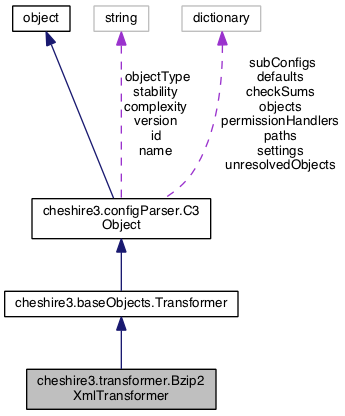 object
string
dictionary
objectType
stability
complexity
version
id
name
subConfigs
defaults
checkSums
objects
permissionHandlers
paths
settings
unresolvedObjects
cheshire3.configParser.C3
Object
cheshire3.baseObjects.Transformer
cheshire3.transformer.Bzip2
XmlTransformer